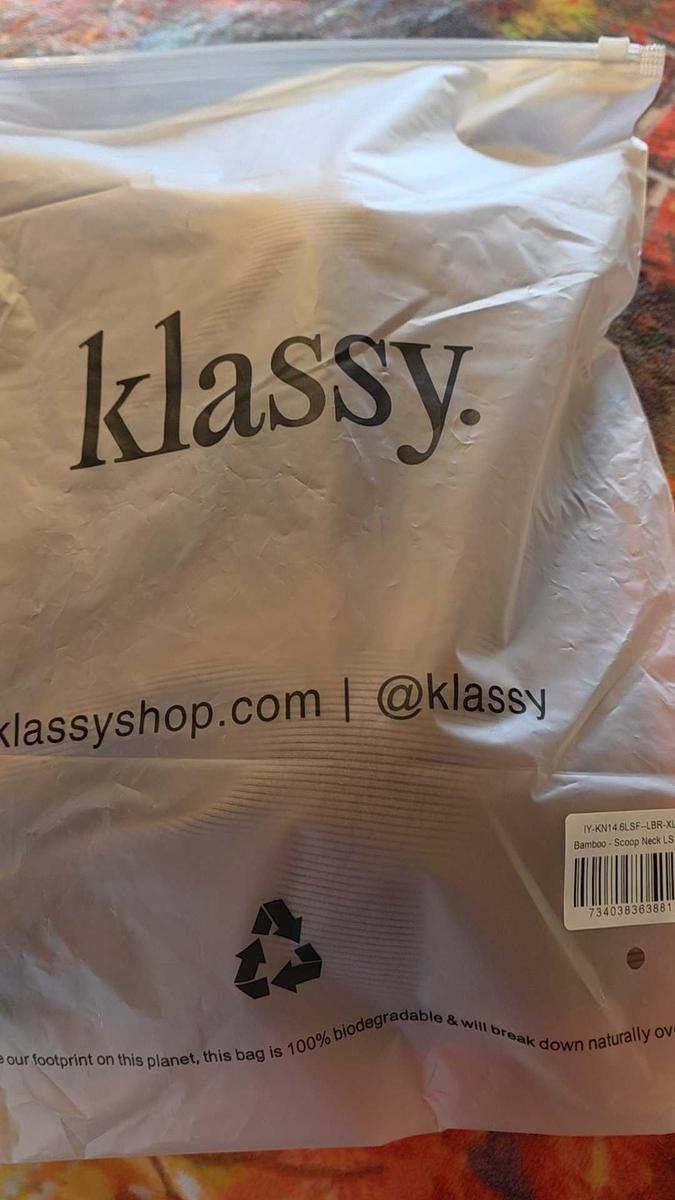 klassy.
klassyshop.com | @klassy
IY-KN14.6LSF--LBR-XL
Bamboo - Scoop Neck LS
734038363881
our footprint on this planet, this bag is 100% biodegradable & will break down naturally